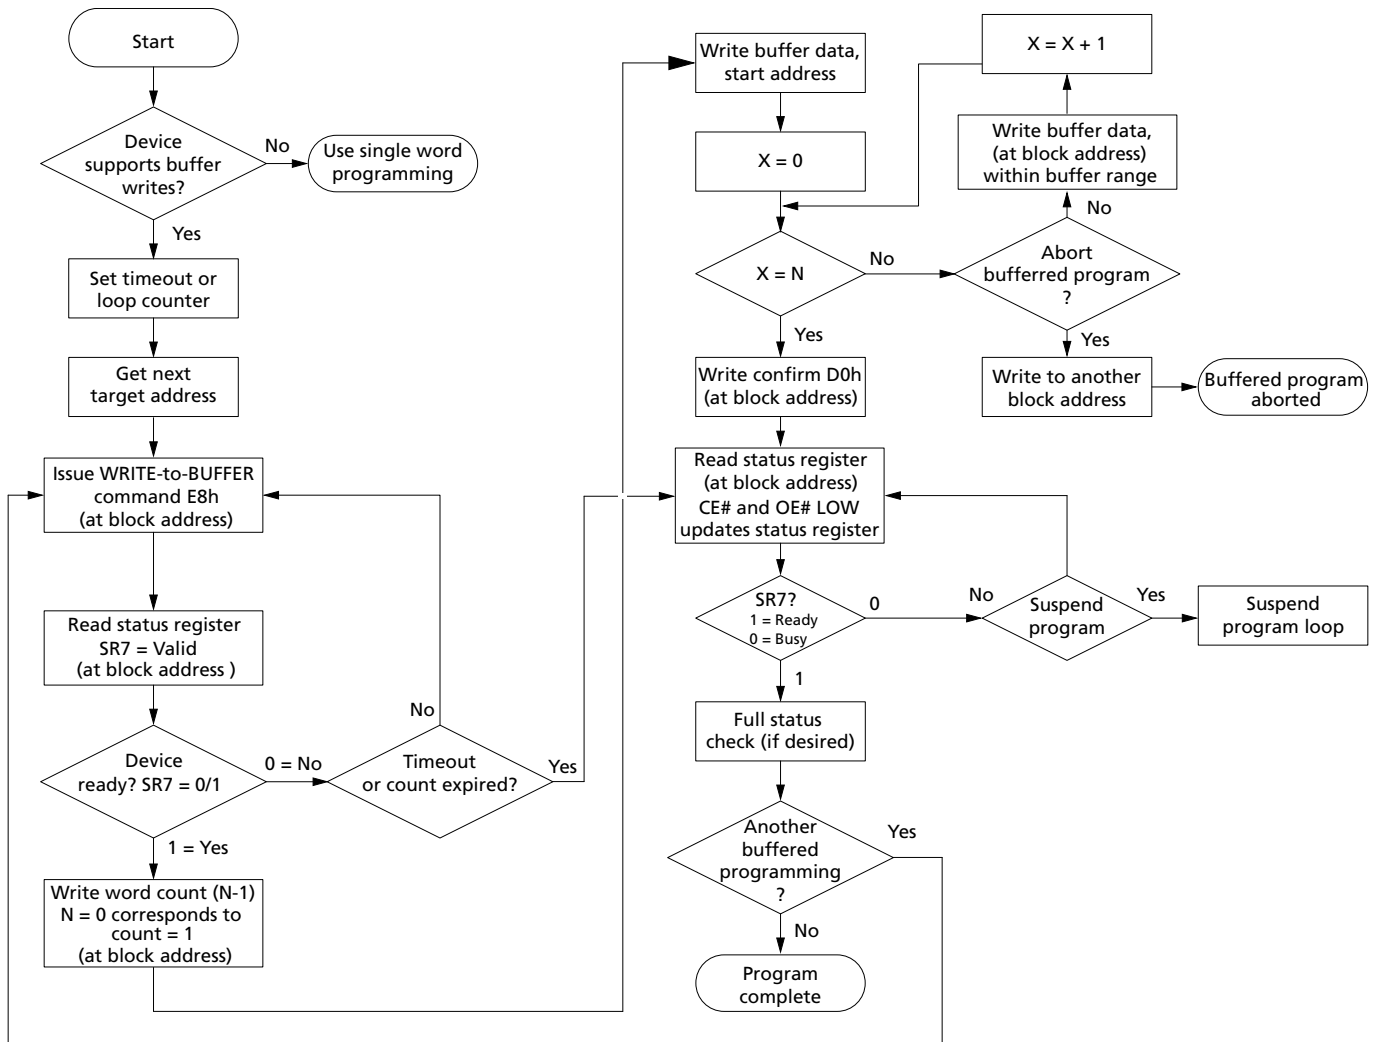 Start
Device
supports buffer
writes?
No
Use single word
programming
Yes
Set timeout or
loop counter
Get next
target address
Issue WRITE-to-BUFFER
command E8h
(at block address)
Read status register
SR7 = Valid
(at block address )
Device
ready? SR7 = 0/1
0 = No
No
Timeout
or count expired?
Yes
1 = Yes
Write word count (N-1)
N = 0 corresponds to
count = 1
(at block address)
Write buffer data,
start address
X = 0
X = N
No
Abort
bufferred program
?
No
Write buffer data,
(at block address)
within buffer range
X = X + 1
Yes
Write to another
block address
Buffered program
aborted
Yes
Write confirm D0h
(at block address)
Read status register
(at block address)
CE# and OE# LOW
updates status register
SR7?
1 = Ready
0 = Busy
0
No
Suspend
program
Yes
Suspend
program loop
1
Full status
check (if desired)
Another
buffered
programming
?
Yes
No
Program
complete